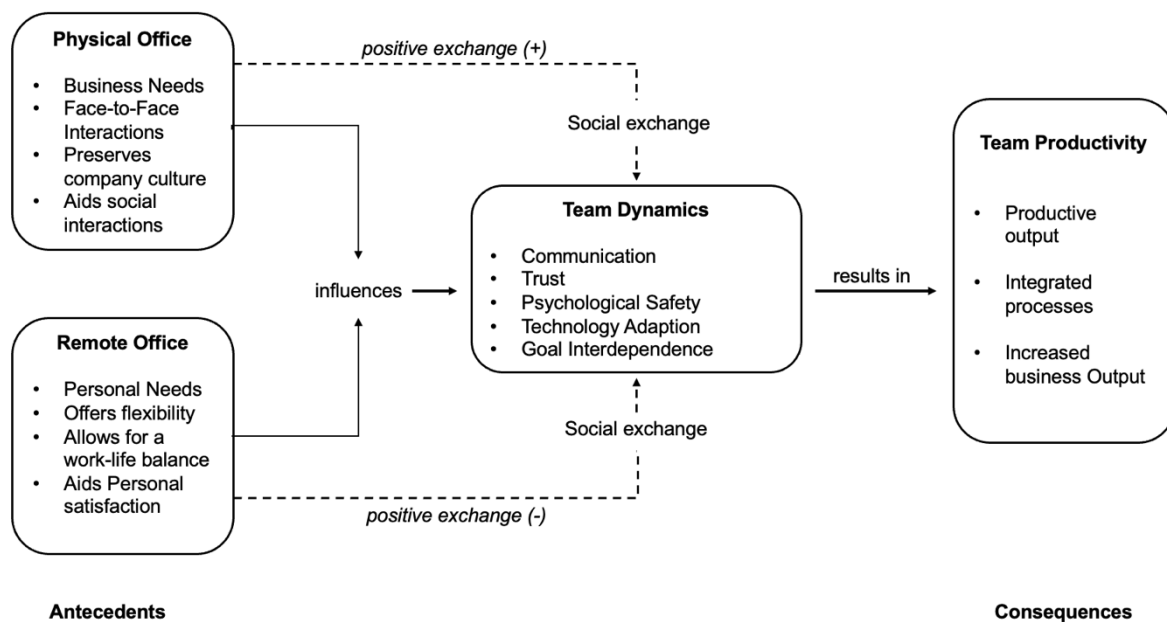 Physical Office
• Business Needs
• Face-to-Face
Interactions
• Preserves
company culture
• Aids social
interactions
positive exchange (+)
Social exchange
Team Dynamics
• Communication
• Trust
• Psychological Safety
• Technology Adaption
• Goal Interdependence
influences
results in
Team Productivity
• Productive
output
• Integrated
processes
• Increased
business Output
Remote Office
• Personal Needs
• Offers flexibility
• Allows for a
work-life balance
• Aids Personal
satisfaction
Social exchange
positive exchange (-)
Antecedents
Consequences